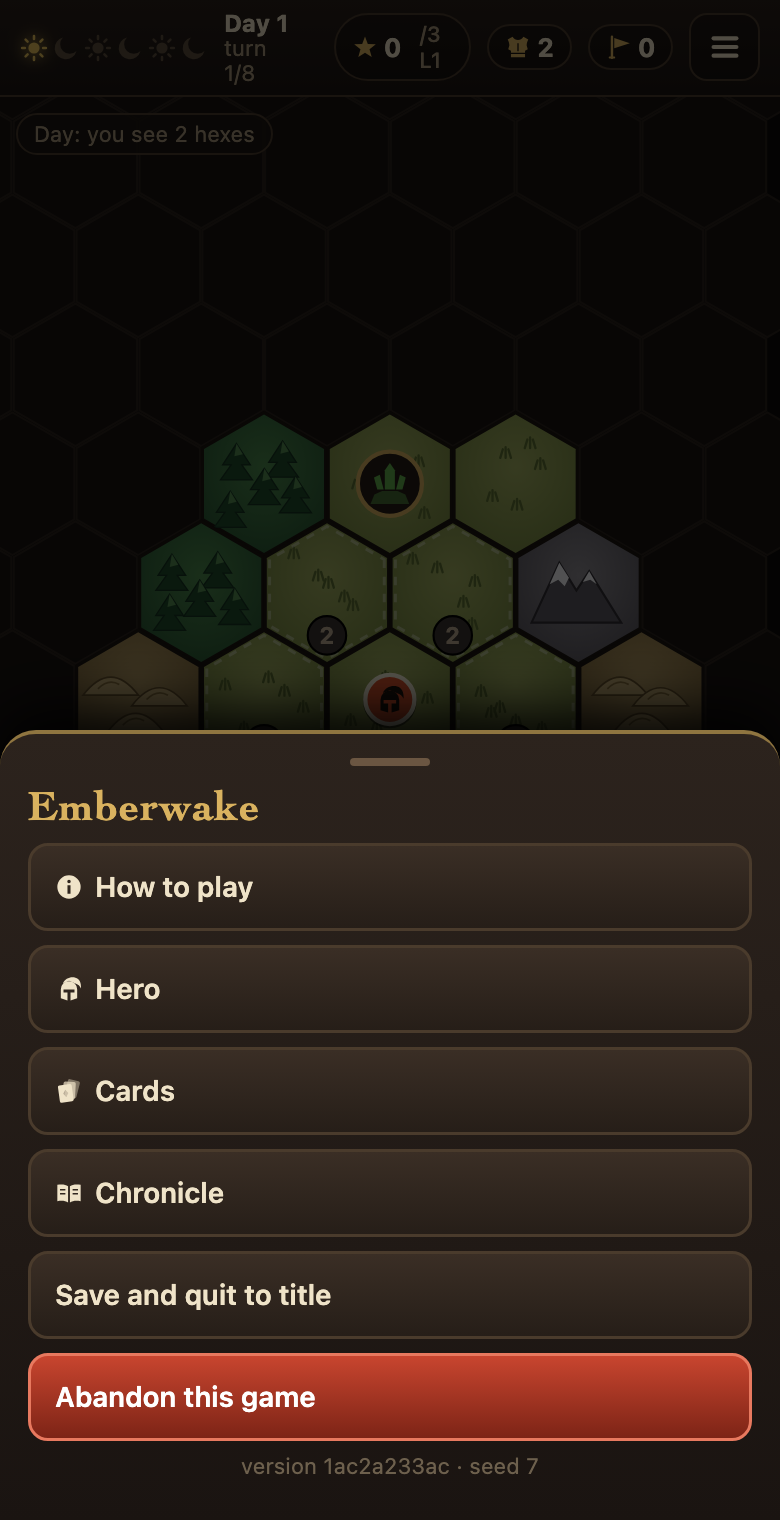 Day 1
turn
1/8
0
/3
L1
2
0
Day: you see 2 hexes
2
2
Emberwake
How to play
Hero
Cards
Chronicle
Save and quit to title
Abandon this game
version 1ac2a233ac · seed 7